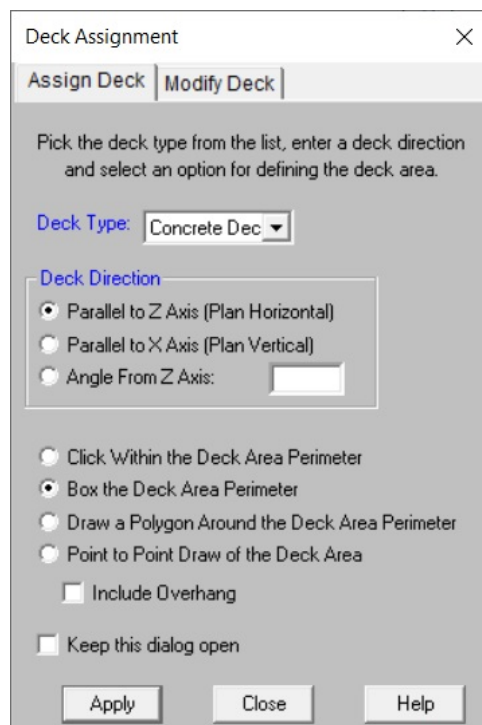 Deck Assignment
Assign Deck
Modify Deck
Pick the deck type from the list, enter a deck direction
and select an option for defining the deck area.
Deck Type: Concrete Dec
Deck Direction
Parallel to Z Axis (Plan Horizontal)
Parallel to X Axis (Plan Vertical)
Angle From Z Axis:
Click Within the Deck Area Perimeter
Box the Deck Area Perimeter
Draw a Polygon Around the Deck Area Perimeter
Point to Point Draw of the Deck Area
Include Overhang
Keep this dialog open
Apply
Close
Help